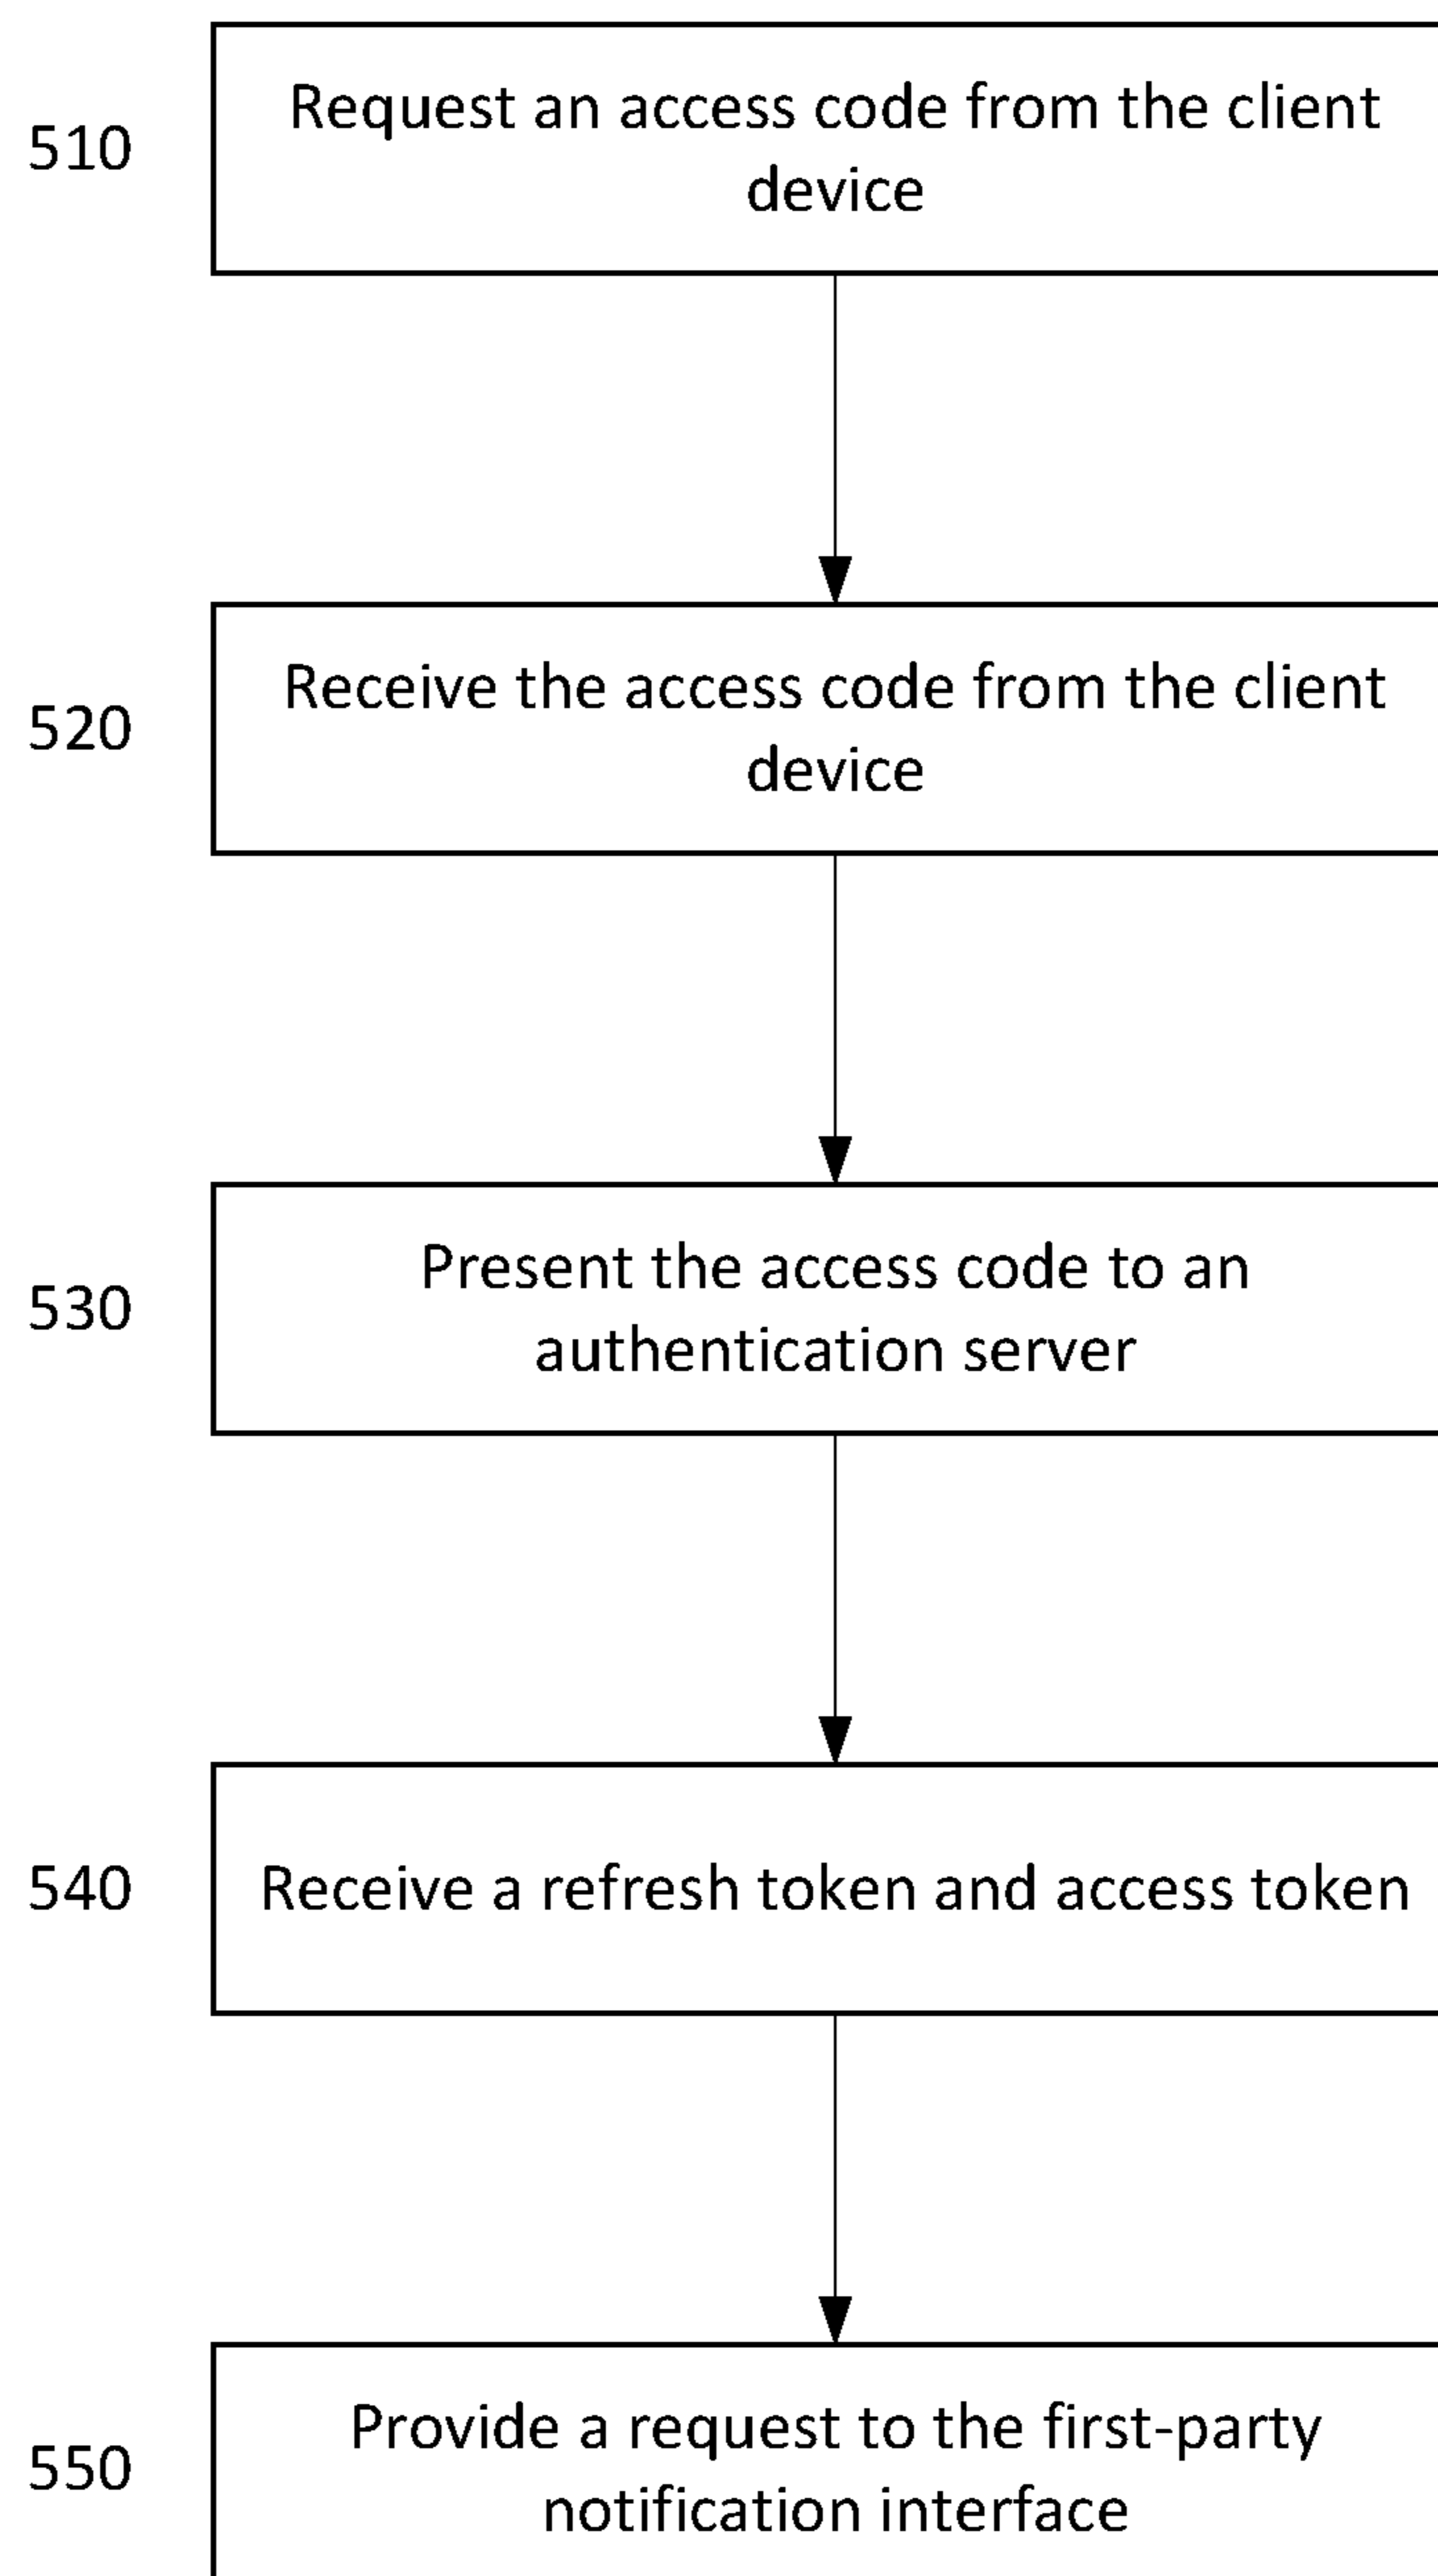 510
Request an access code from the client
device
520
Receive the access code from the client
device
530
Present the access code to an
authentication server
540
Receive a refresh token and access token
550
Provide a request to the first-party
notification interface